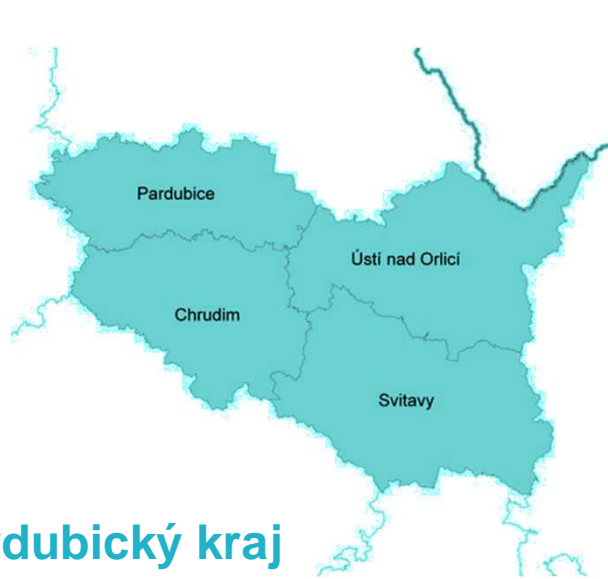 Pardubice
Ústí nad Orlicí
Chrudim
Svitavy
dubický kraj